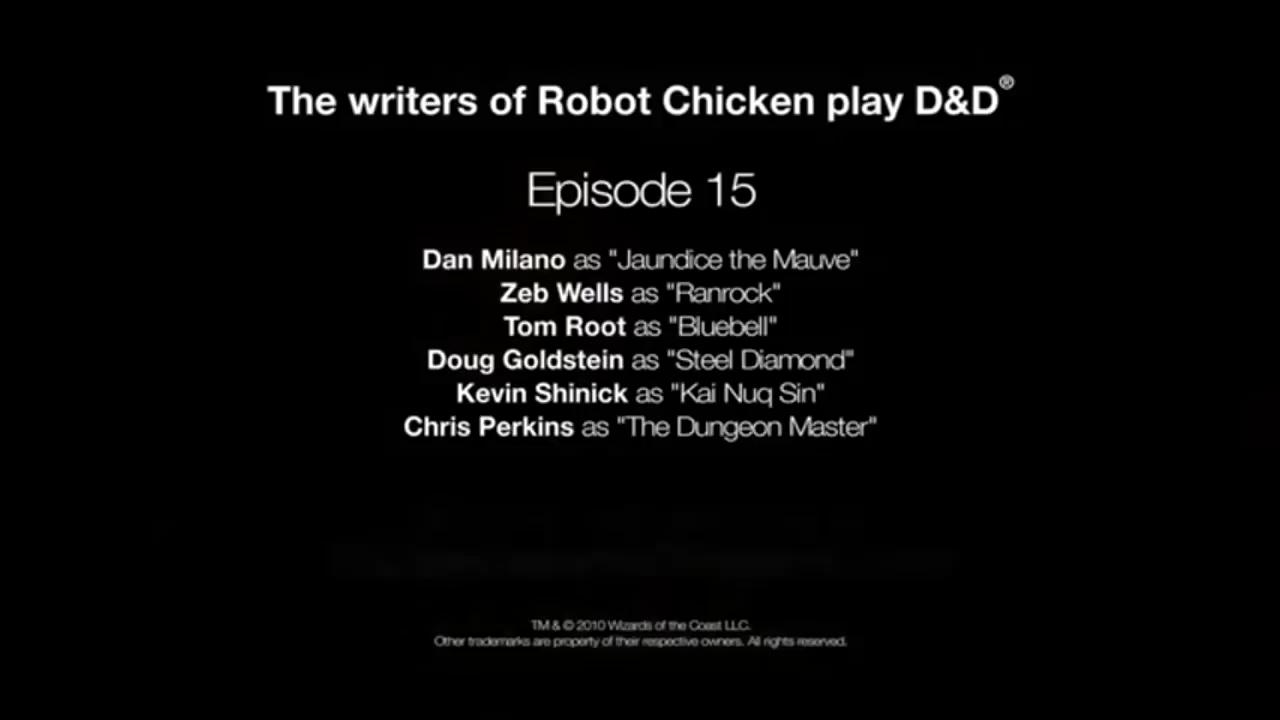 The writers of Robot Chicken play D&D®
Episode 15
Dan Milano as "Jaundice the Mauve"
Zeb Wells as "Ranrock"
Tom Root as "Bluebell"
Doug Goldstein as "Steel Diamond"
Kevin Shinick as "Kai Nuq Sin"
Chris Perkins as "The Dungeon Master"
TM & © 2010 Wizards of the Coast LLC.
Other trademarks are property of their respective owners. All rights reserved.